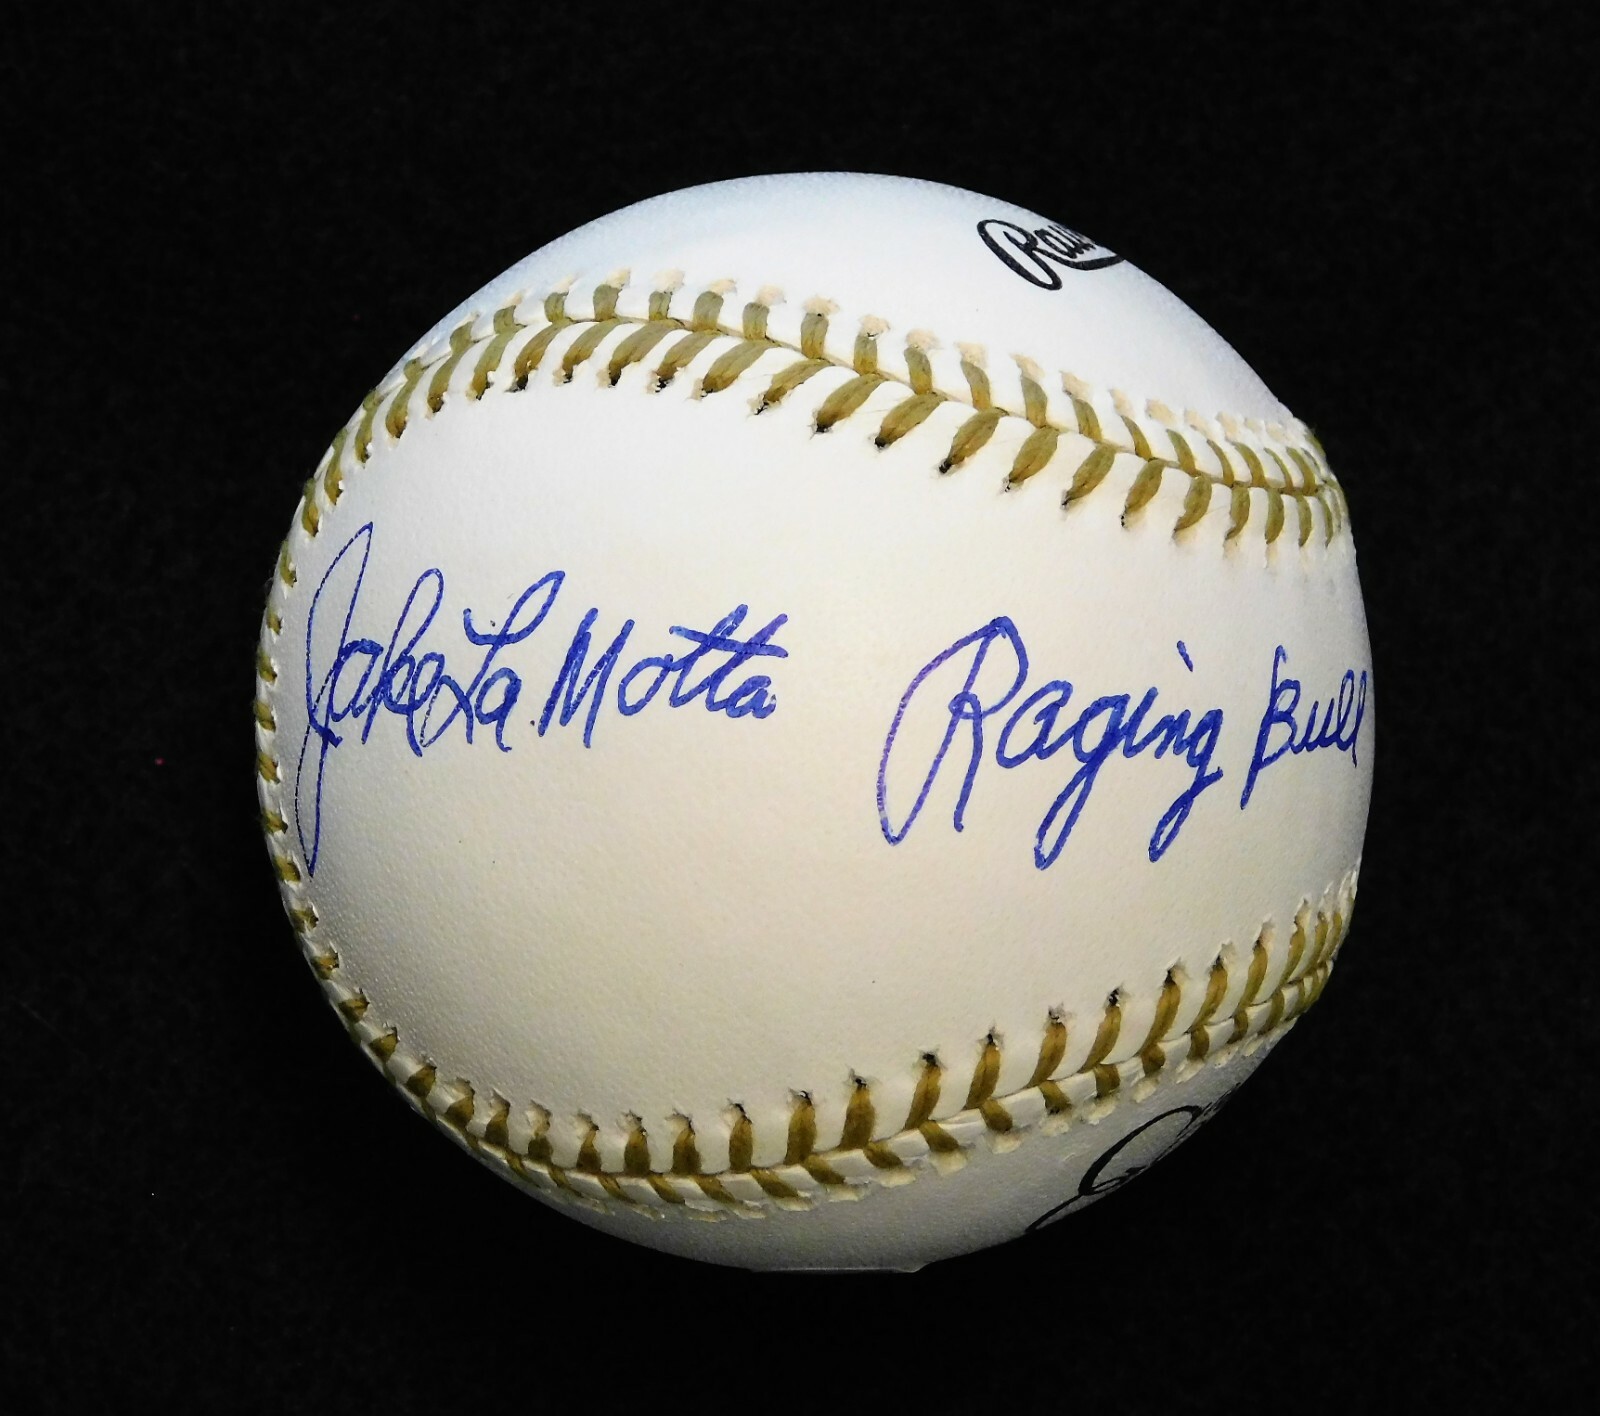 Jake La Motta Raging Bull